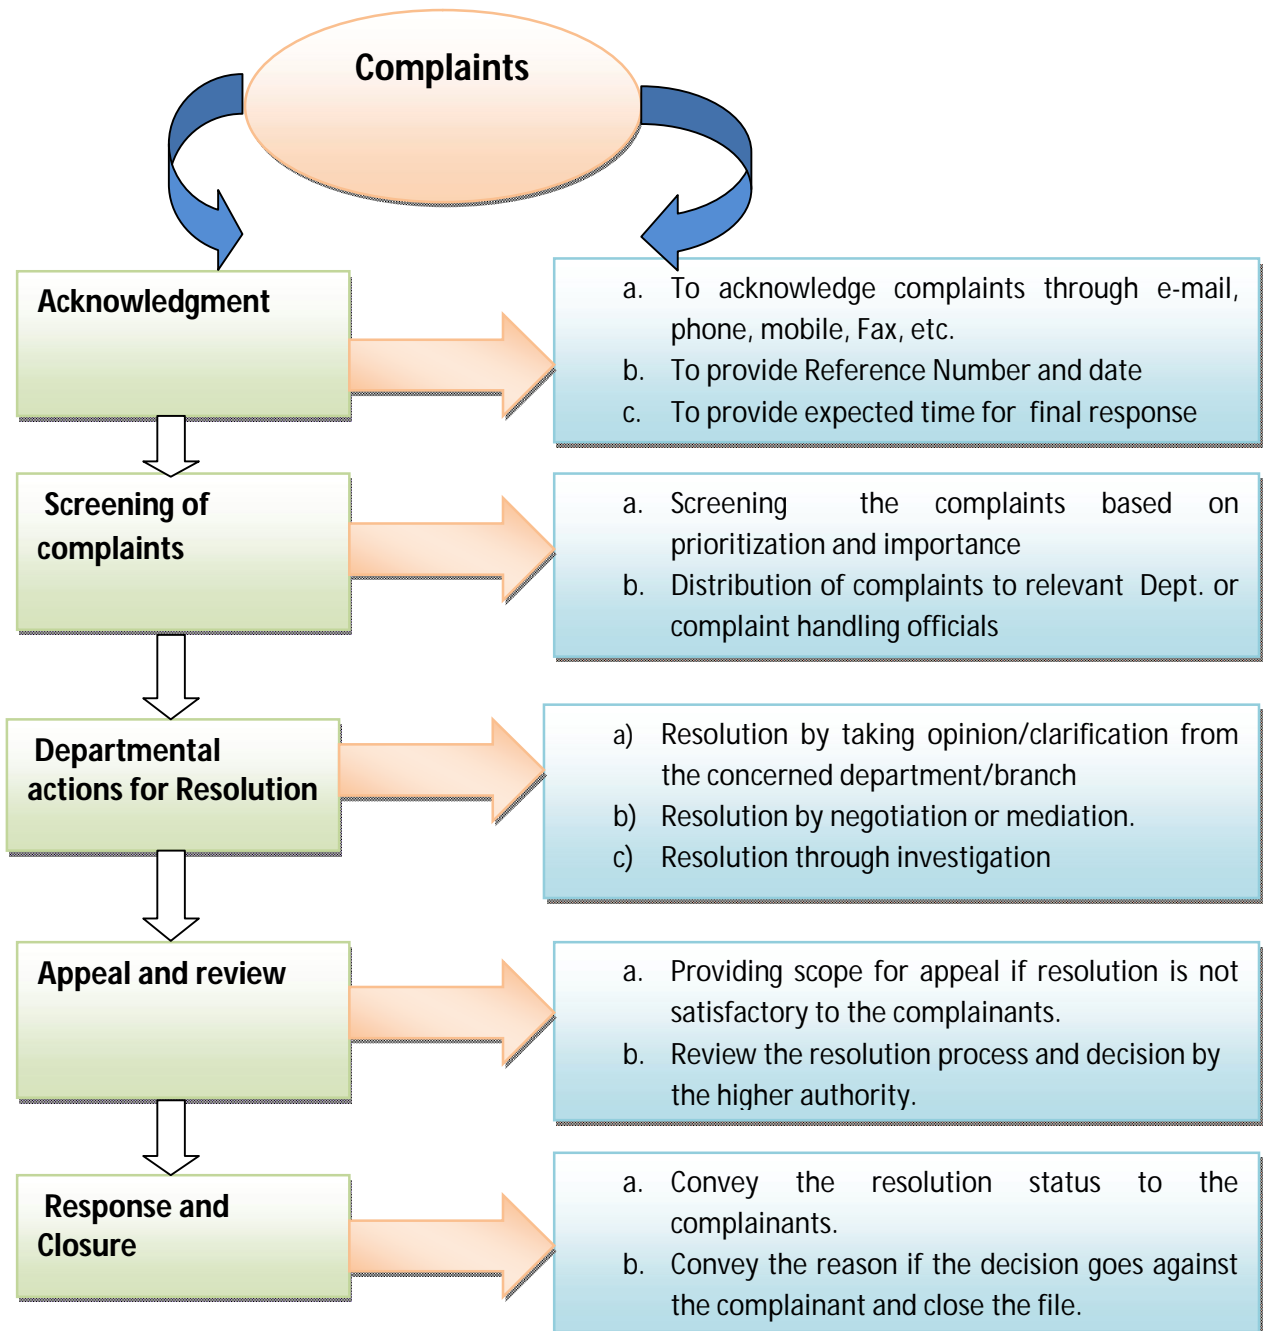 Complaints
Acknowledgment
a. To acknowledge complaints through e-mail,
phone, mobile, Fax, etc.
b. To provide Reference Number and date
c. To provide expected time for final response
Screening of
complaints
a. Screening the complaints based on
prioritization and importance
b. Distribution of complaints to relevant Dept. or
complaint handling officials
Departmental
actions for Resolution
a) Resolution by taking opinion/clarification from
the concerned department/branch
b) Resolution by negotiation or mediation.
c) Resolution through investigation
Appeal and review
a. Providing scope for appeal if resolution is not
satisfactory to the complainants.
b. Review the resolution process and decision by
the higher authority.
Response and
Closure
a. Convey the resolution status to the
complainants.
b. Convey the reason if the decision goes against
the complainant and close the file.